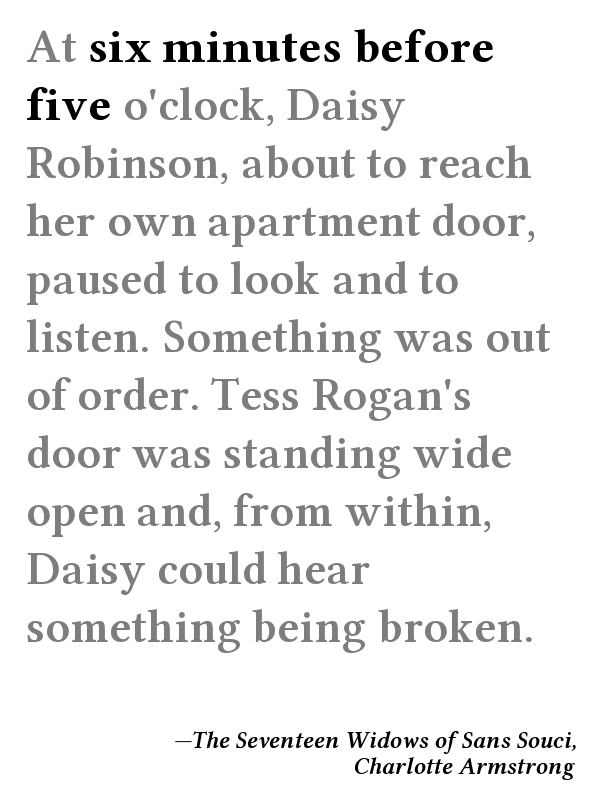 At six minutes before
five o'clock, Daisy
Robinson, about to reach
her own apartment door,
paused to look and to
listen. Something was out
of order. Tess Rogan's
door was standing wide
open and, from within,
Daisy could hear
something being broken.
—The Seventeen Widows of Sans Souci,
Charlotte Armstrong